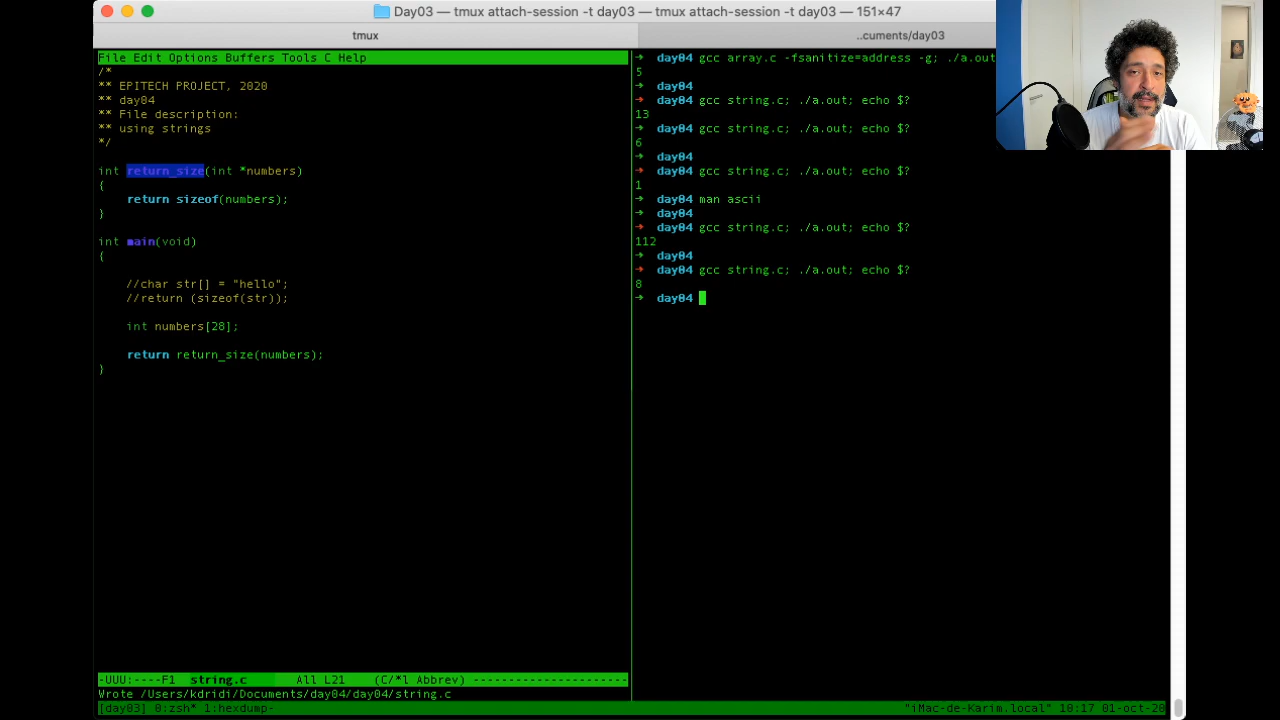 Day03 — tmux attach-session -t day03 — tmux attach-session -t day03 — 151×47
tmux
..cuments/day03
File Edit Options Buffers Tools C Help
/*
** EPITECH PROJECT, 2020
** day04
** File description:
** using strings
*/
int return_size(int *numbers)
{
return sizeof(numbers);
}
int main(void)
{
//char str[] = "hello";
//return (sizeof(str));
int numbers[28];
return return_size(numbers);
}
-UUU:----F1 string.c All L21 (C/*l Abbrev) ----------------------
Wrote /Users/kdridi/Documents/day04/day04/string.c
→ day04 gcc array.c -fsanitize=address -g; ./a.out
5
→ day04
→ day04 gcc string.c; ./a.out; echo $?
13
→ day04 gcc string.c; ./a.out; echo $?
6
→ day04
→ day04 gcc string.c; ./a.out; echo $?
1
→ day04 man ascii
→ day04
→ day04 gcc string.c; ./a.out; echo $?
112
→ day04
→ day04 gcc string.c; ./a.out; echo $?
8
→ day04
[day03] 0:zsh* 1:hexdump- "iMac-de-Karim.local" 18:17 01-oct-20